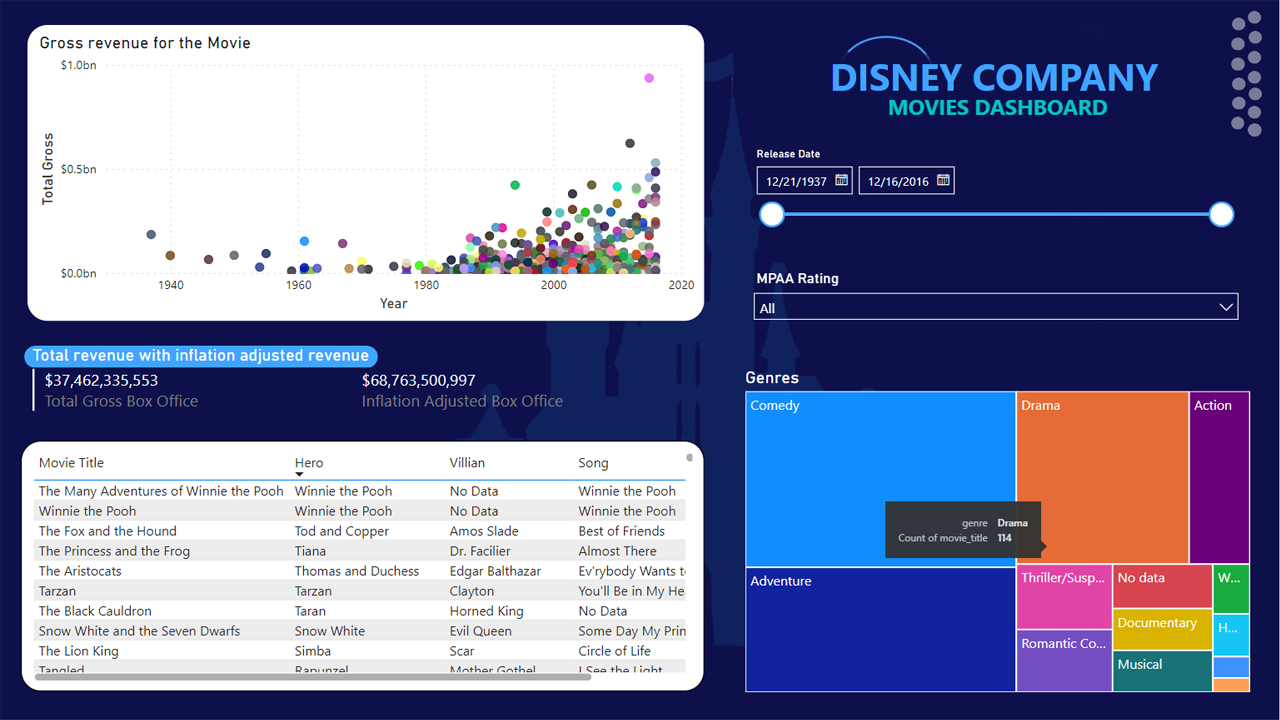 Gross revenue for the Movie
$1.0bn
$0.5bn
$0.0bn
Total Gross
1940 1960 1980 2000 2020
Year
DISNEY COMPANY
MOVIES DASHBOARD
Release Date
12/21/1937 12/16/2016
MPAA Rating
All
Total revenue with inflation adjusted revenue
$37,462,335,553 $68,763,500,997
Total Gross Box Office Inflation Adjusted Box Office
Movie Title Hero Villian Song
The Many Adventures of Winnie the Pooh Winnie the Pooh No Data Winnie the Pooh
Winnie the Pooh Winnie the Pooh No Data Winnie the Pooh
The Fox and the Hound Tod and Copper Amos Slade Best of Friends
The Princess and the Frog Tiana Dr. Facilier Almost There
The Aristocats Thomas and Duchess Edgar Balthazar Ev'rybody Wants t
Tarzan Tarzan Clayton You'll Be in My Hea
The Black Cauldron Taran Horned King No Data
Snow White and the Seven Dwarfs Snow White Evil Queen Some Day My Prin
The Lion King Simba Scar Circle of Life
Tangled Rapunzel Mother Gothel I See the Light
Genres
Comedy
Drama
Action
genre Drama
Count of movie_title 114
Adventure
Thriller/Susp...
No data
W...
Documentary
H...
Romantic Co...
Musical